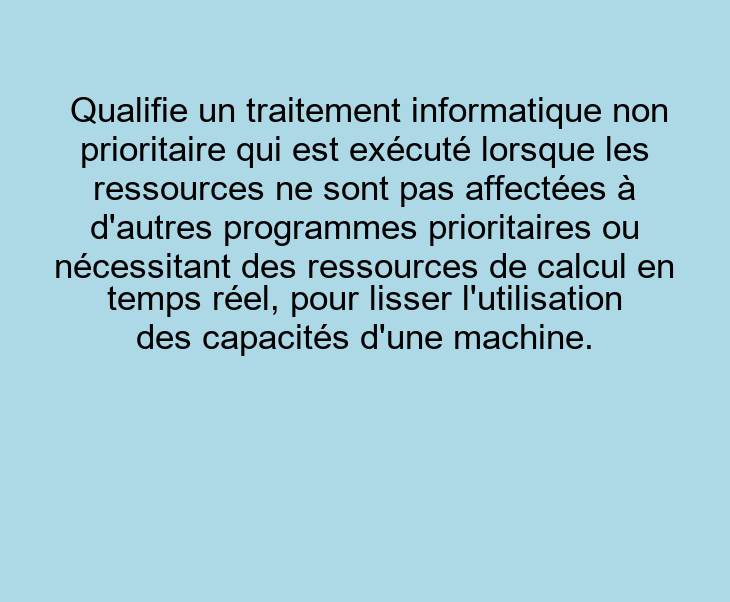 Qualifie un traitement informatique non
prioritaire qui est exécuté lorsque les
ressources ne sont pas affectées à
d'autres programmes prioritaires ou
nécessitant des ressources de calcul en
temps réel, pour lisser l'utilisation
des capacités d'une machine.